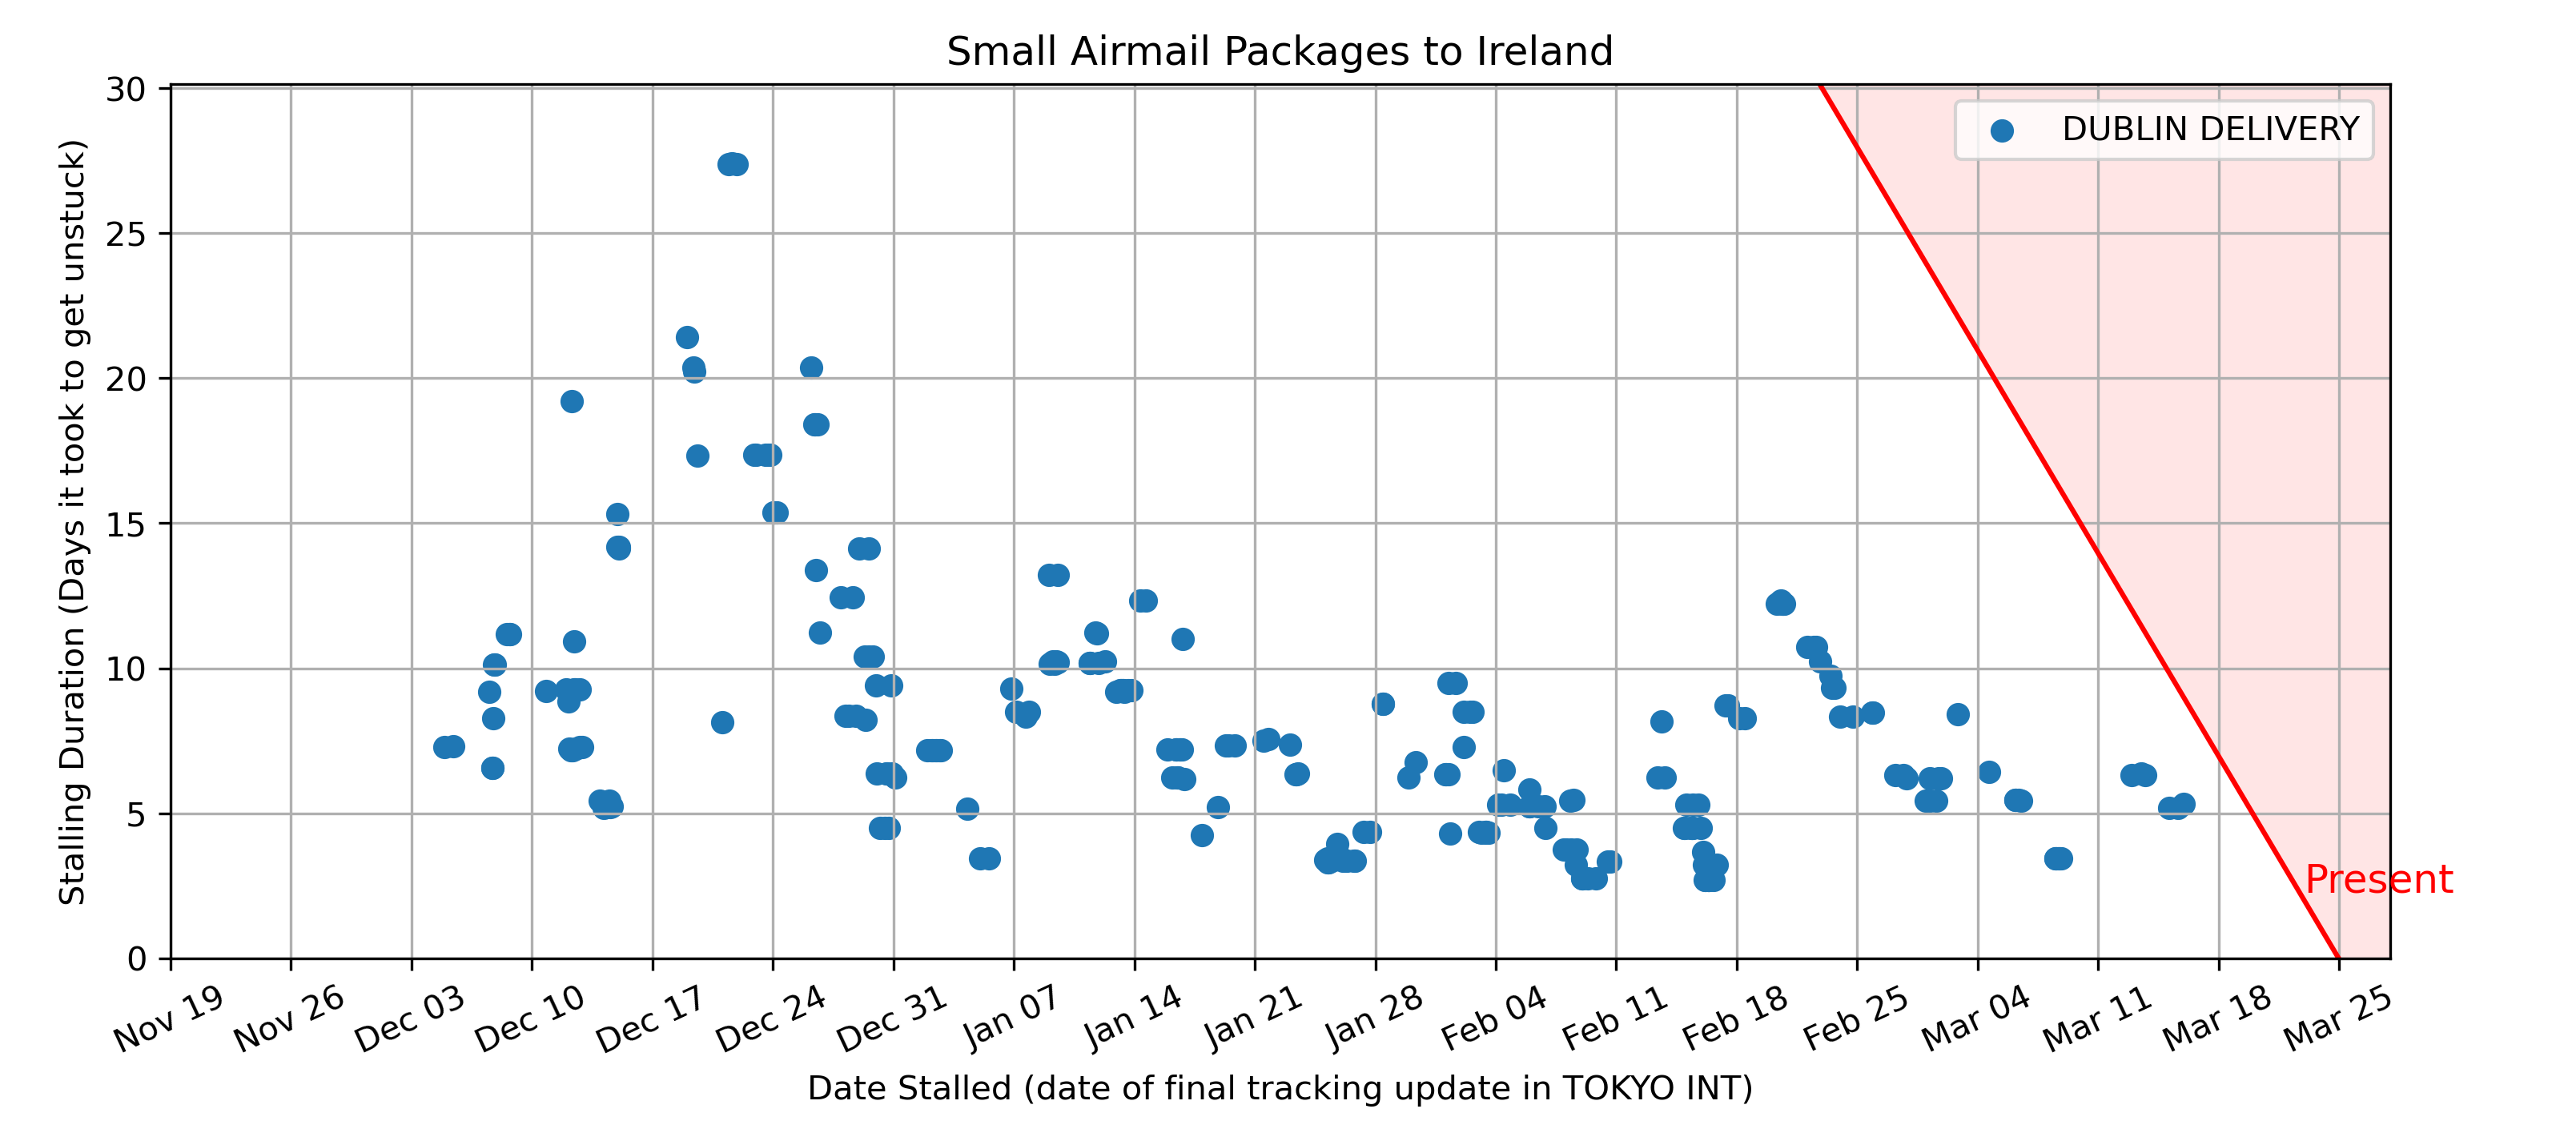 Small Airmail Packages to Ireland
DUBLIN DELIVERY
Stalling Duration (Days it took to get unstuck)
30
25
20
15
10
5
0
Present
Nov 19
Nov 26
Dec 03
Dec 10
Dec 17
Dec 24
Dec 31
Jan 07
Jan 14
Jan 21
Jan 28
Feb 04
Feb 11
Feb 18
Feb 25
Mar 04
Mar 11
Mar 18
Mar 25
Date Stalled (date of final tracking update in TOKYO INT)